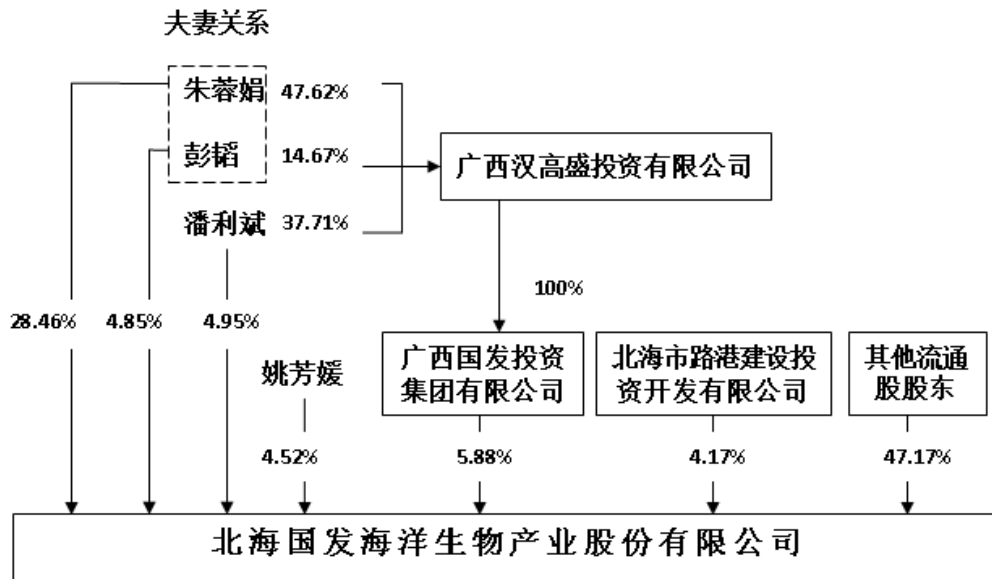 夫妻关系
朱蓉娟 47.62%
彭韬 14.67%
广西汉高盛投资有限公司
潘利斌 37.71%
100%
28.46%
4.85%
4.95%
姚芳媛
广西国发投资
集团有限公司
北海市路港建设投
资开发有限公司
其他流通
股股东
4.52%
5.88%
4.17%
47.17%
北海国发海洋生物产业股份有限公司